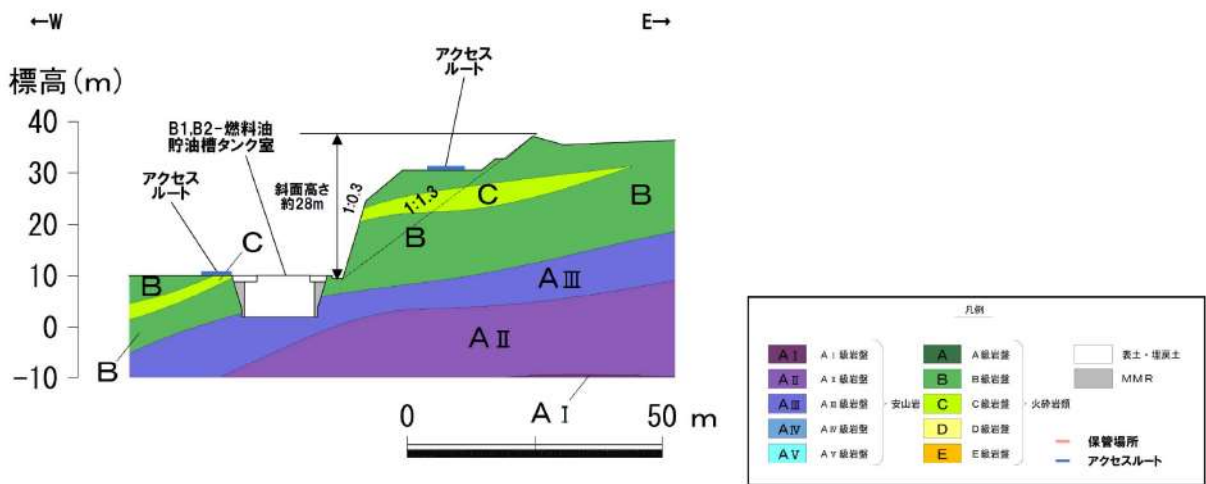 ←W
E→
標高(m)
アクセス
ルート
B1,B2-燃料油
貯油槽タンク室
アクセス
ルート
40
30
20
10
0
-10
斜面高さ
約28m
1:0.3
1:1.3
C
B
B
C
B
B
AⅢ
AⅡ
AⅠ
0
50 m
凡例
AⅠ AⅠ級岩盤
AⅡ
AⅢ AⅢ級岩盤
AⅣ AⅣ級岩盤
AⅤ AⅤ級岩盤
安山岩
A A級岩盤
B B級岩盤
C C級岩盤
D D級岩盤
E E級岩盤
火砕岩類
表土・埋戻土
MMR
保管場所
アクセスルート